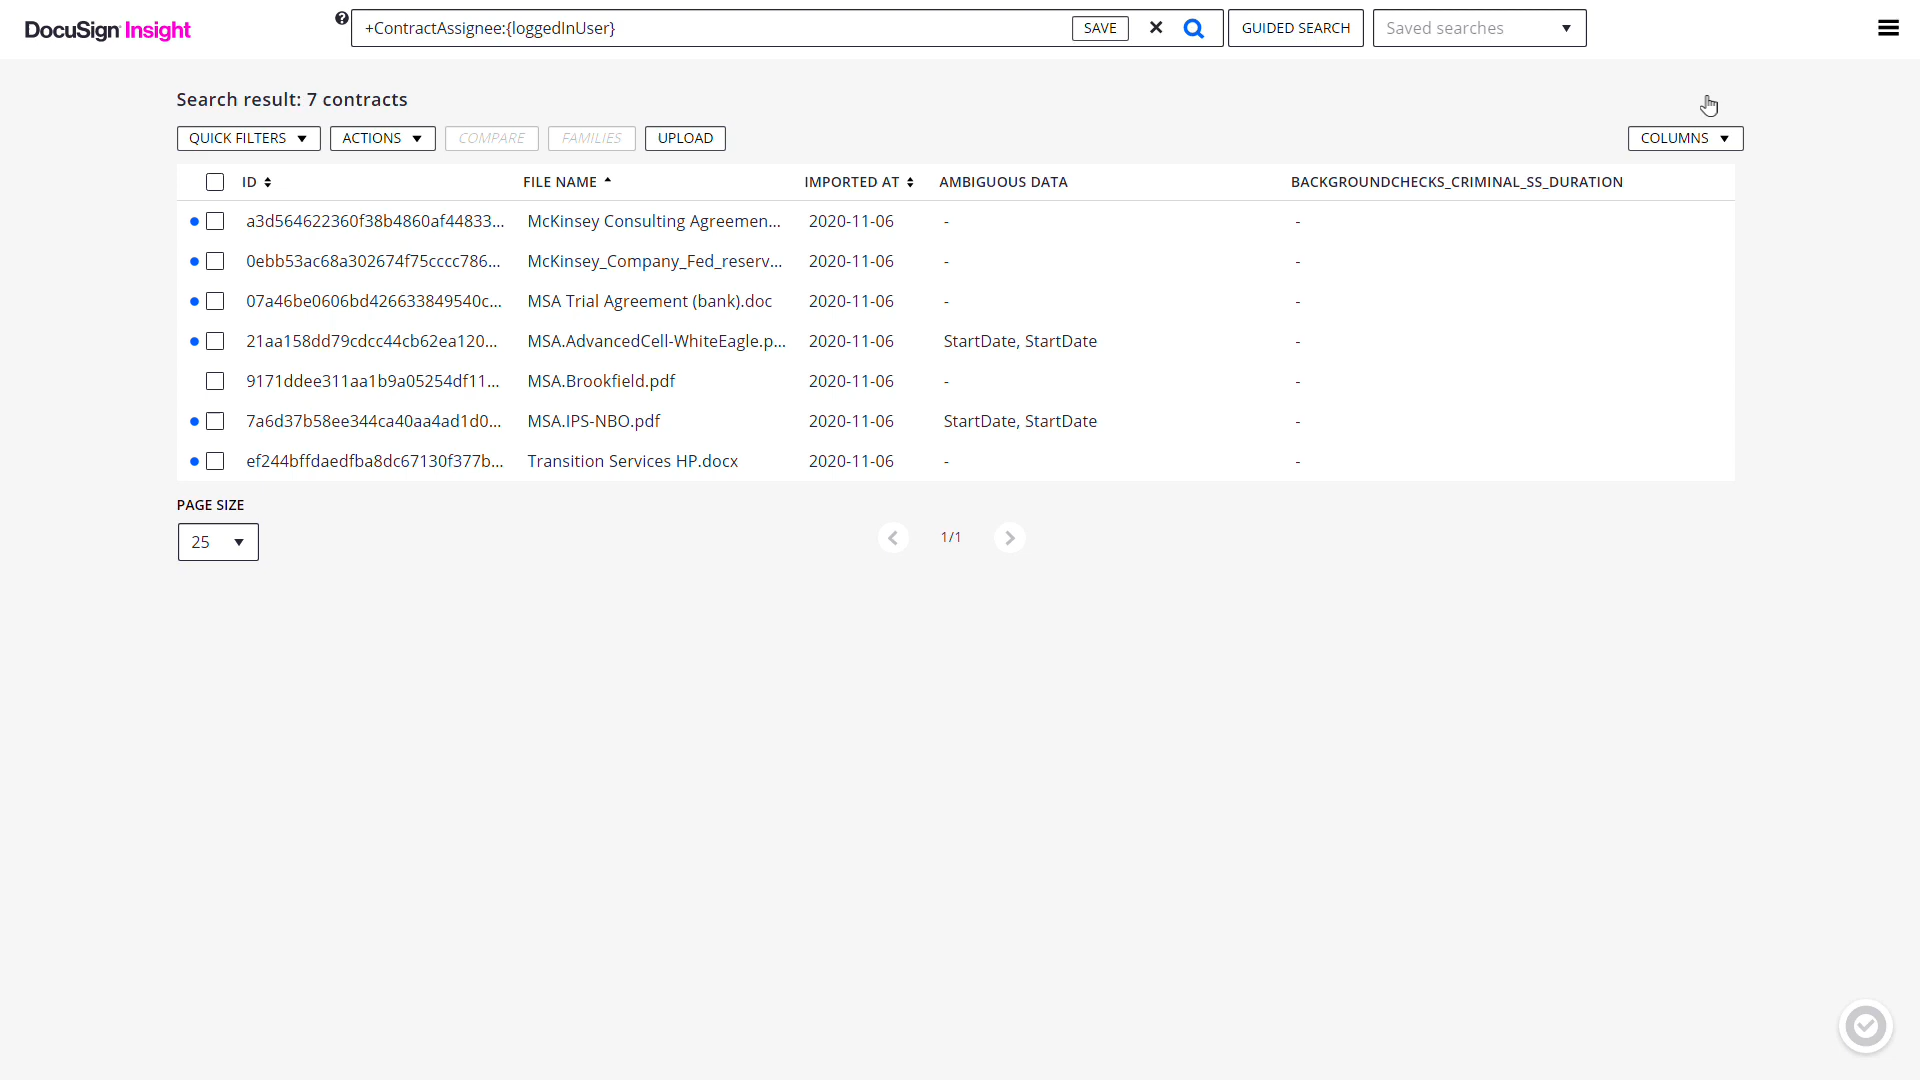 DocuSign Insight
+ContractAssignee:{loggedInUser} SAVE GUIDED SEARCH Saved searches
Search result: 7 contracts
QUICK FILTERS ACTIONS COMPARE FAMILIES UPLOAD COLUMNS
ID FILE NAME IMPORTED AT AMBIGUOUS DATA BACKGROUNDCHECKS_CRIMINAL_SS_DURATION
a3d564622360f38b4860af44833... McKinsey Consulting Agreemen... 2020-11-06 - -
0ebb53ac68a302674f75cccc786... McKinsey_Company_Fed_reserv... 2020-11-06 - -
07a46be0606bd426633849540c... MSA Trial Agreement (bank).doc 2020-11-06 - -
21aa158dd79cdcc44cb62ea120... MSA.AdvancedCell-WhiteEagle.p... 2020-11-06 StartDate, StartDate -
9171ddee311aa1b9a05254df11... MSA.Brookfield.pdf 2020-11-06 - -
7a6d37b58ee344ca40aa4ad1d0... MSA.IPS-NBO.pdf 2020-11-06 StartDate, StartDate -
ef244bffdaedfba8dc67130f377b... Transition Services HP.docx 2020-11-06 - -
PAGE SIZE
25 1/1